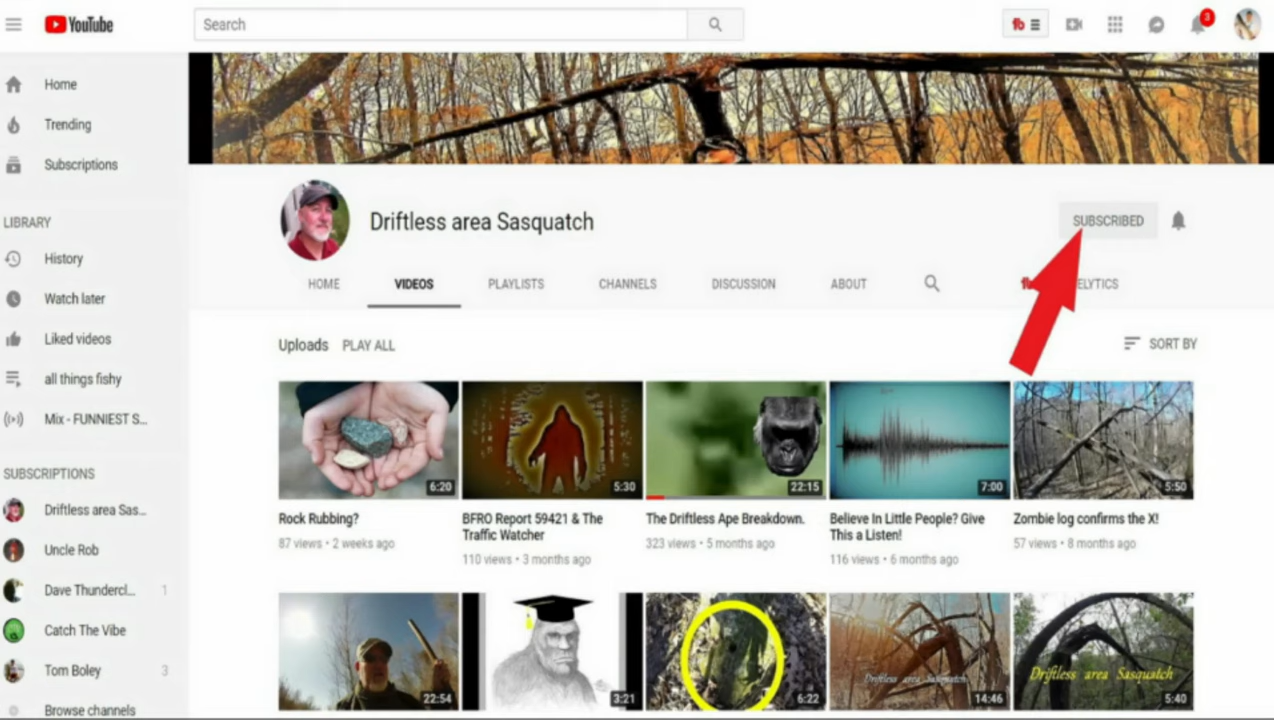 YouTube
Search
3
Home
Trending
Subscriptions
LIBRARY
History
Watch later
Liked videos
all things fishy
Mix - FUNNIEST S...
SUBSCRIPTIONS
Driftless area Sas...
Uncle Rob
Dave Thundercl... 1
Catch The Vibe
Tom Boley 3
Browse channels
Driftless area Sasquatch
SUBSCRIBED
HOME VIDEOS PLAYLISTS CHANNELS DISCUSSION ABOUT ELYTICS
Uploads PLAY ALL
SORT BY
6:20 5:30 22:15 7:00 5:50
Rock Rubbing?
87 views • 2 weeks ago
BFRO Report 59421 & The
Traffic Watcher
110 views • 3 months ago
The Driftless Ape Breakdown.
323 views • 5 months ago
Believe In Little People? Give
This a Listen!
116 views • 6 months ago
Zombie log confirms the X!
57 views • 8 months ago
Driftless area Sasquatch
Driftless area Sasquatch
22:54 3:21 6:22 14:46 5:40